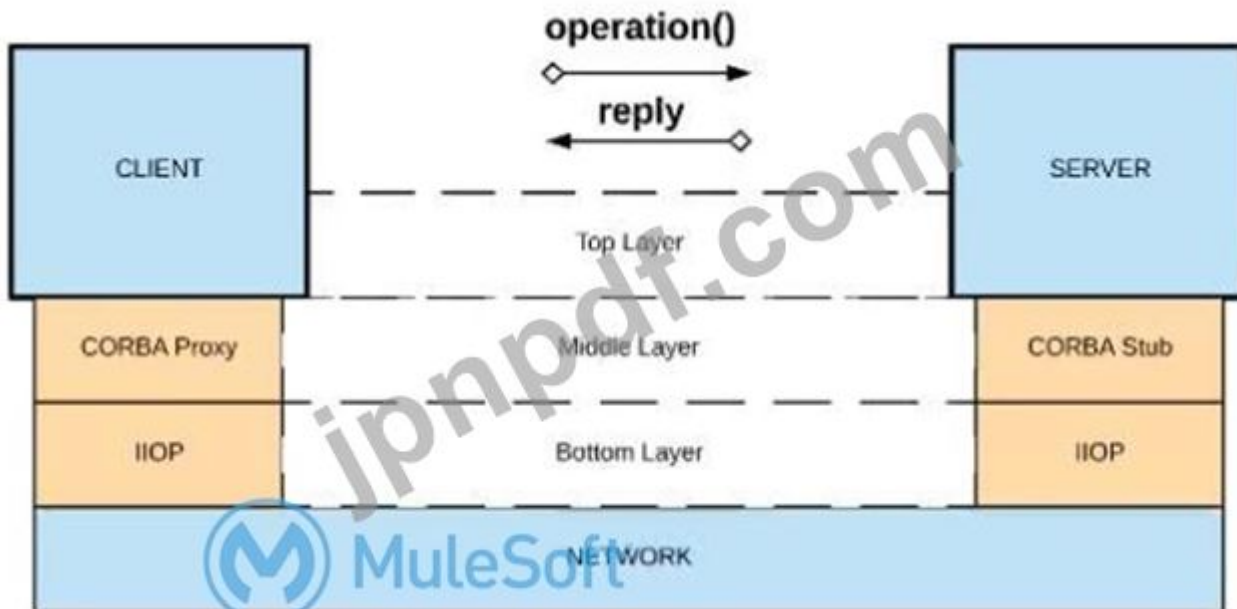 operation()
reply
CLIENT
SERVER
Top Layer
CORBA Proxy
Middle Layer
CORBA Stub
IIOP
Bottom Layer
IIOP
NETWORK
MuleSoft
jpnpdf.com